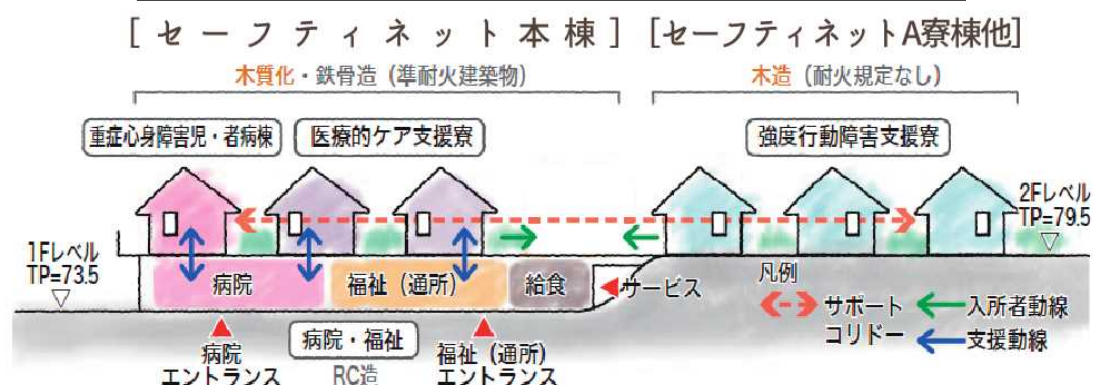 [セーフティネット本棟] [セーフティネットA寮棟他]
木質化・鉄骨造(準耐火建築物)
木造(耐火規定なし)
重症心身障害児・者病棟
医療的ケア支援寮
強度行動障害支援寮
2Fレベル
TP=79.5
1Fレベル
TP=73.5
病院
福祉(通所)
給食
サービス
凡例
サポート
コリドー
入所者動線
支援動線
病院
エントランス
病院・福祉
RC造
福祉(通所)
エントランス